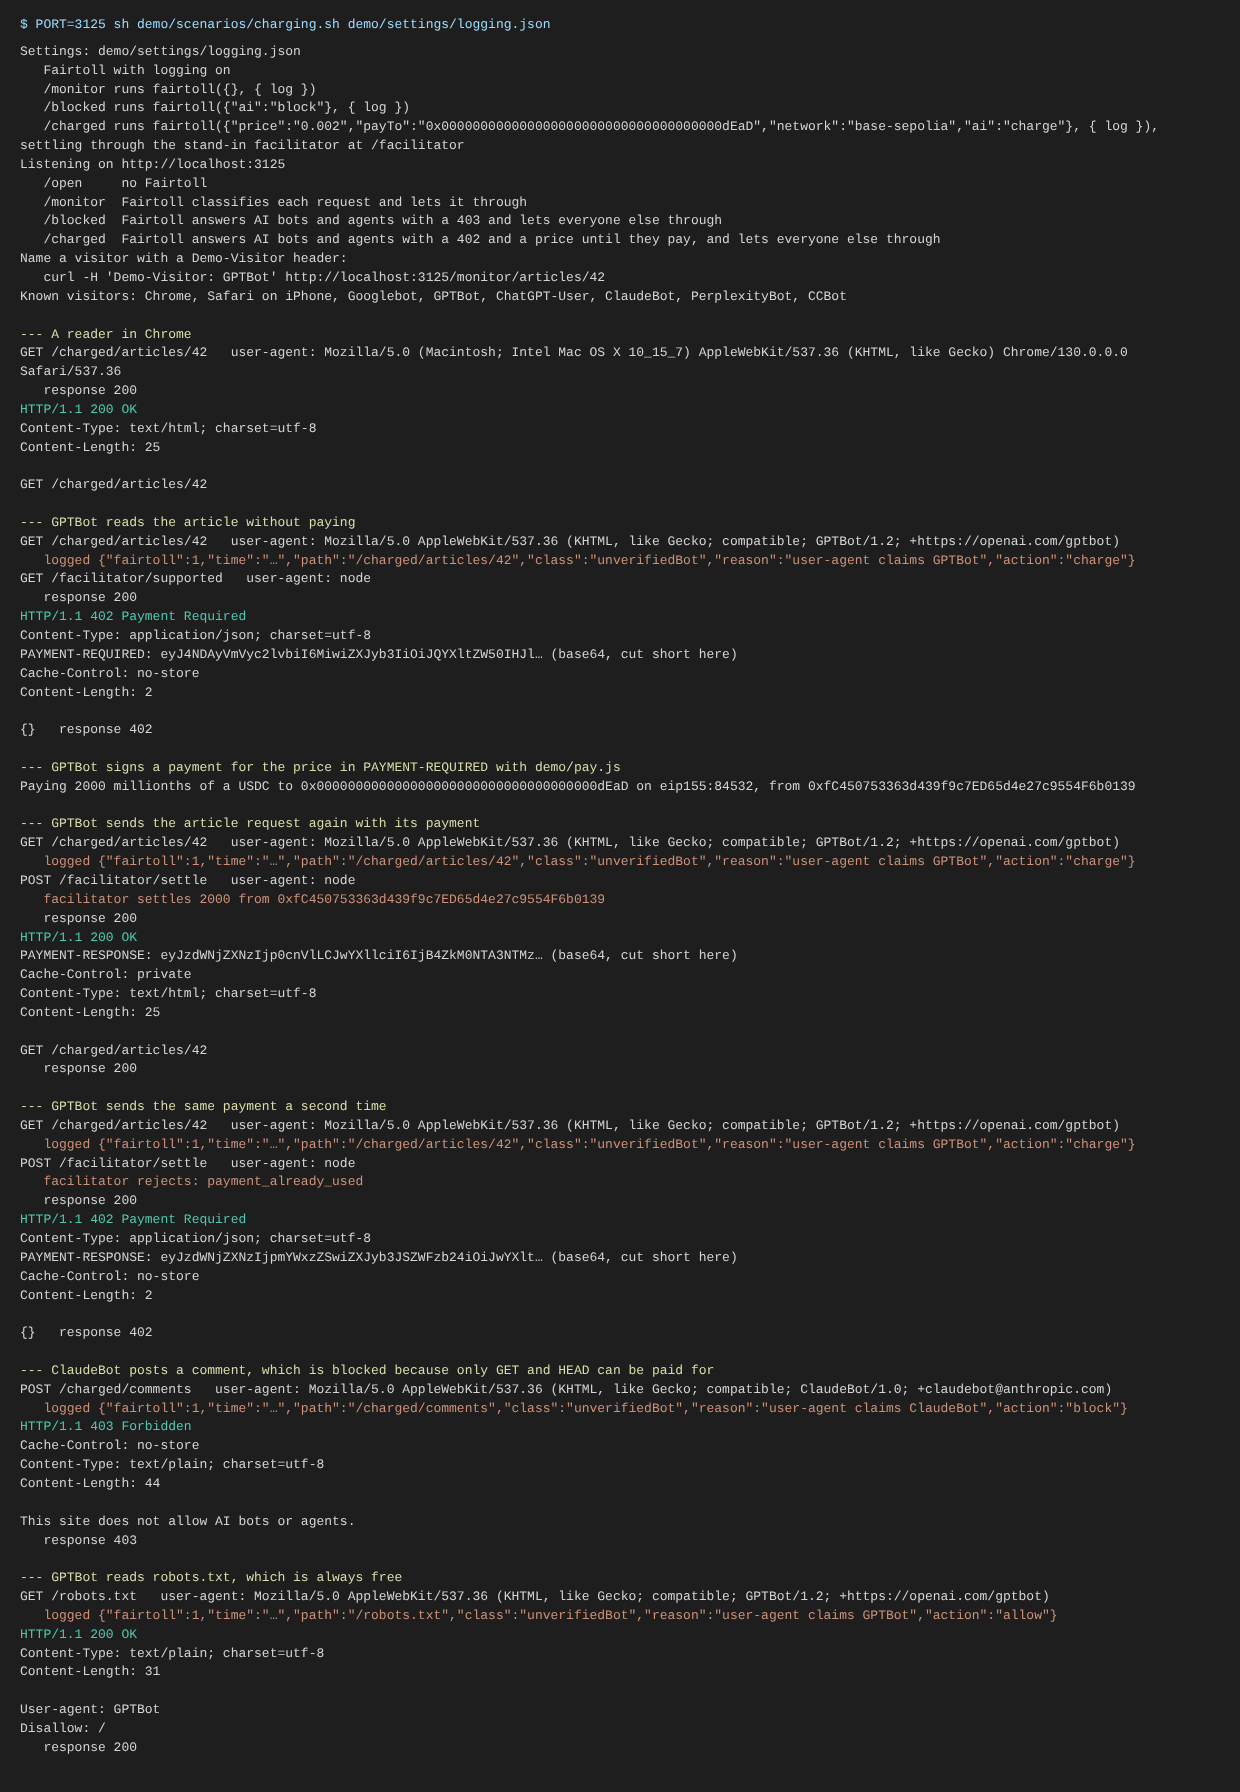 $ PORT=3125 sh demo/scenarios/charging.sh demo/settings/logging.json
Settings: demo/settings/logging.json
   Fairtoll with logging on
   /monitor runs fairtoll({}, { log })
   /blocked runs fairtoll({"ai":"block"}, { log })
   /charged runs fairtoll({"price":"0.002","payTo":"0x000000000000000000000000000000000000dEaD","network":"base-sepolia","ai":"charge"}, { log }),
settling through the stand-in facilitator at /facilitator
Listening on http://localhost:3125
   /open     no Fairtoll
   /monitor  Fairtoll classifies each request and lets it through
   /blocked  Fairtoll answers AI bots and agents with a 403 and lets everyone else through
   /charged  Fairtoll answers AI bots and agents with a 402 and a price until they pay, and lets everyone else through
Name a visitor with a Demo-Visitor header:
   curl -H 'Demo-Visitor: GPTBot' http://localhost:3125/monitor/articles/42
Known visitors: Chrome, Safari on iPhone, Googlebot, GPTBot, ChatGPT-User, ClaudeBot, PerplexityBot, CCBot

--- A reader in Chrome
GET /charged/articles/42   user-agent: Mozilla/5.0 (Macintosh; Intel Mac OS X 10_15_7) AppleWebKit/537.36 (KHTML, like Gecko) Chrome/130.0.0.0
Safari/537.36
   response 200
HTTP/1.1 200 OK
Content-Type: text/html; charset=utf-8
Content-Length: 25

GET /charged/articles/42

--- GPTBot reads the article without paying
GET /charged/articles/42   user-agent: Mozilla/5.0 AppleWebKit/537.36 (KHTML, like Gecko; compatible; GPTBot/1.2; +https://openai.com/gptbot)
   logged {"fairtoll":1,"time":"…","path":"/charged/articles/42","class":"unverifiedBot","reason":"user-agent claims GPTBot","action":"charge"}
GET /facilitator/supported   user-agent: node
   response 200
HTTP/1.1 402 Payment Required
Content-Type: application/json; charset=utf-8
PAYMENT-REQUIRED: eyJ4NDAyVmVyc2lvbiI6MiwiZXJyb3IiOiJQYXltZW50IHJl… (base64, cut short here)
Cache-Control: no-store
Content-Length: 2

{}   response 402

--- GPTBot signs a payment for the price in PAYMENT-REQUIRED with demo/pay.js
Paying 2000 millionths of a USDC to 0x000000000000000000000000000000000000dEaD on eip155:84532, from 0xfC450753363d439f9c7ED65d4e27c9554F6b0139

--- GPTBot sends the article request again with its payment
GET /charged/articles/42   user-agent: Mozilla/5.0 AppleWebKit/537.36 (KHTML, like Gecko; compatible; GPTBot/1.2; +https://openai.com/gptbot)
   logged {"fairtoll":1,"time":"…","path":"/charged/articles/42","class":"unverifiedBot","reason":"user-agent claims GPTBot","action":"charge"}
POST /facilitator/settle   user-agent: node
   facilitator settles 2000 from 0xfC450753363d439f9c7ED65d4e27c9554F6b0139
   response 200
HTTP/1.1 200 OK
PAYMENT-RESPONSE: eyJzdWNjZXNzIjp0cnVlLCJwYXllciI6IjB4ZkM0NTA3NTMz… (base64, cut short here)
Cache-Control: private
Content-Type: text/html; charset=utf-8
Content-Length: 25

GET /charged/articles/42
   response 200

--- GPTBot sends the same payment a second time
GET /charged/articles/42   user-agent: Mozilla/5.0 AppleWebKit/537.36 (KHTML, like Gecko; compatible; GPTBot/1.2; +https://openai.com/gptbot)
   logged {"fairtoll":1,"time":"…","path":"/charged/articles/42","class":"unverifiedBot","reason":"user-agent claims GPTBot","action":"charge"}
POST /facilitator/settle   user-agent: node
   facilitator rejects: payment_already_used
   response 200
HTTP/1.1 402 Payment Required
Content-Type: application/json; charset=utf-8
PAYMENT-RESPONSE: eyJzdWNjZXNzIjpmYWxzZSwiZXJyb3JSZWFzb24iOiJwYXlt… (base64, cut short here)
Cache-Control: no-store
Content-Length: 2

{}   response 402

--- ClaudeBot posts a comment, which is blocked because only GET and HEAD can be paid for
POST /charged/comments   user-agent: Mozilla/5.0 AppleWebKit/537.36 (KHTML, like Gecko; compatible; ClaudeBot/1.0; +claudebot@anthropic.com)
   logged {"fairtoll":1,"time":"…","path":"/charged/comments","class":"unverifiedBot","reason":"user-agent claims ClaudeBot","action":"block"}
HTTP/1.1 403 Forbidden
Cache-Control: no-store
Content-Type: text/plain; charset=utf-8
Content-Length: 44

This site does not allow AI bots or agents.
   response 403

--- GPTBot reads robots.txt, which is always free
GET /robots.txt   user-agent: Mozilla/5.0 AppleWebKit/537.36 (KHTML, like Gecko; compatible; GPTBot/1.2; +https://openai.com/gptbot)
   logged {"fairtoll":1,"time":"…","path":"/robots.txt","class":"unverifiedBot","reason":"user-agent claims GPTBot","action":"allow"}
HTTP/1.1 200 OK
Content-Type: text/plain; charset=utf-8
Content-Length: 31

User-agent: GPTBot
Disallow: /
   response 200